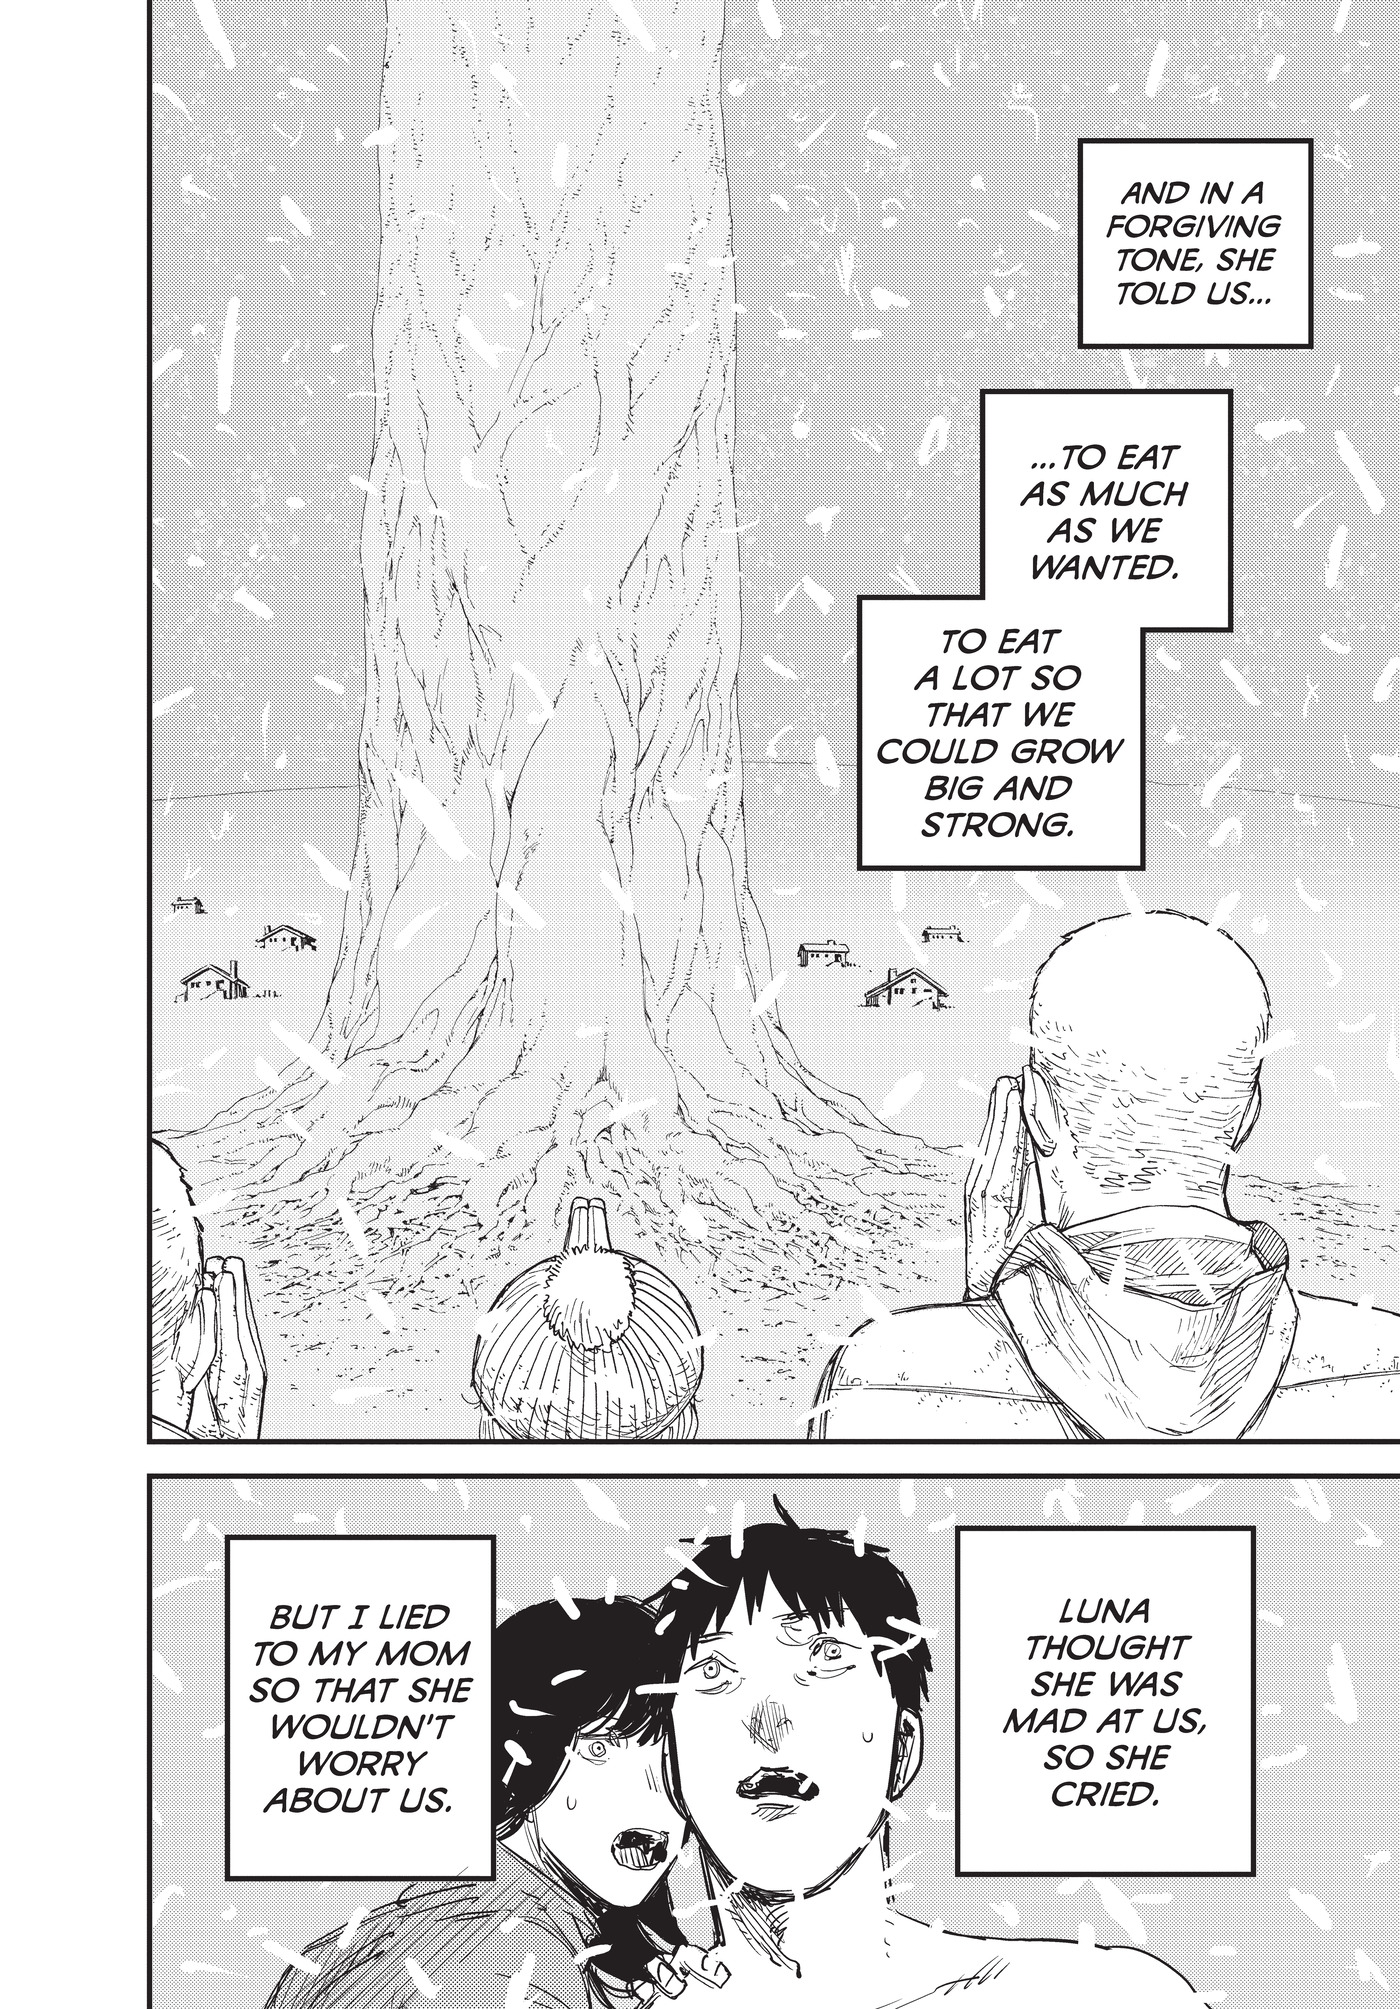 AND IN A
FORGIVING
TONE, SHE
TOLD US...
...TO EAT
AS MUCH
AS WE
WANTED.
TO EAT
A LOT SO
THAT WE
COULD GROW
BIG AND
STRONG.
LUNA
THOUGHT
SHE WAS
MAD AT US,
SO SHE
CRIED.
BUT I LIED
TO MY MOM
SO THAT SHE
WOULDN'T
WORRY
ABOUT US.